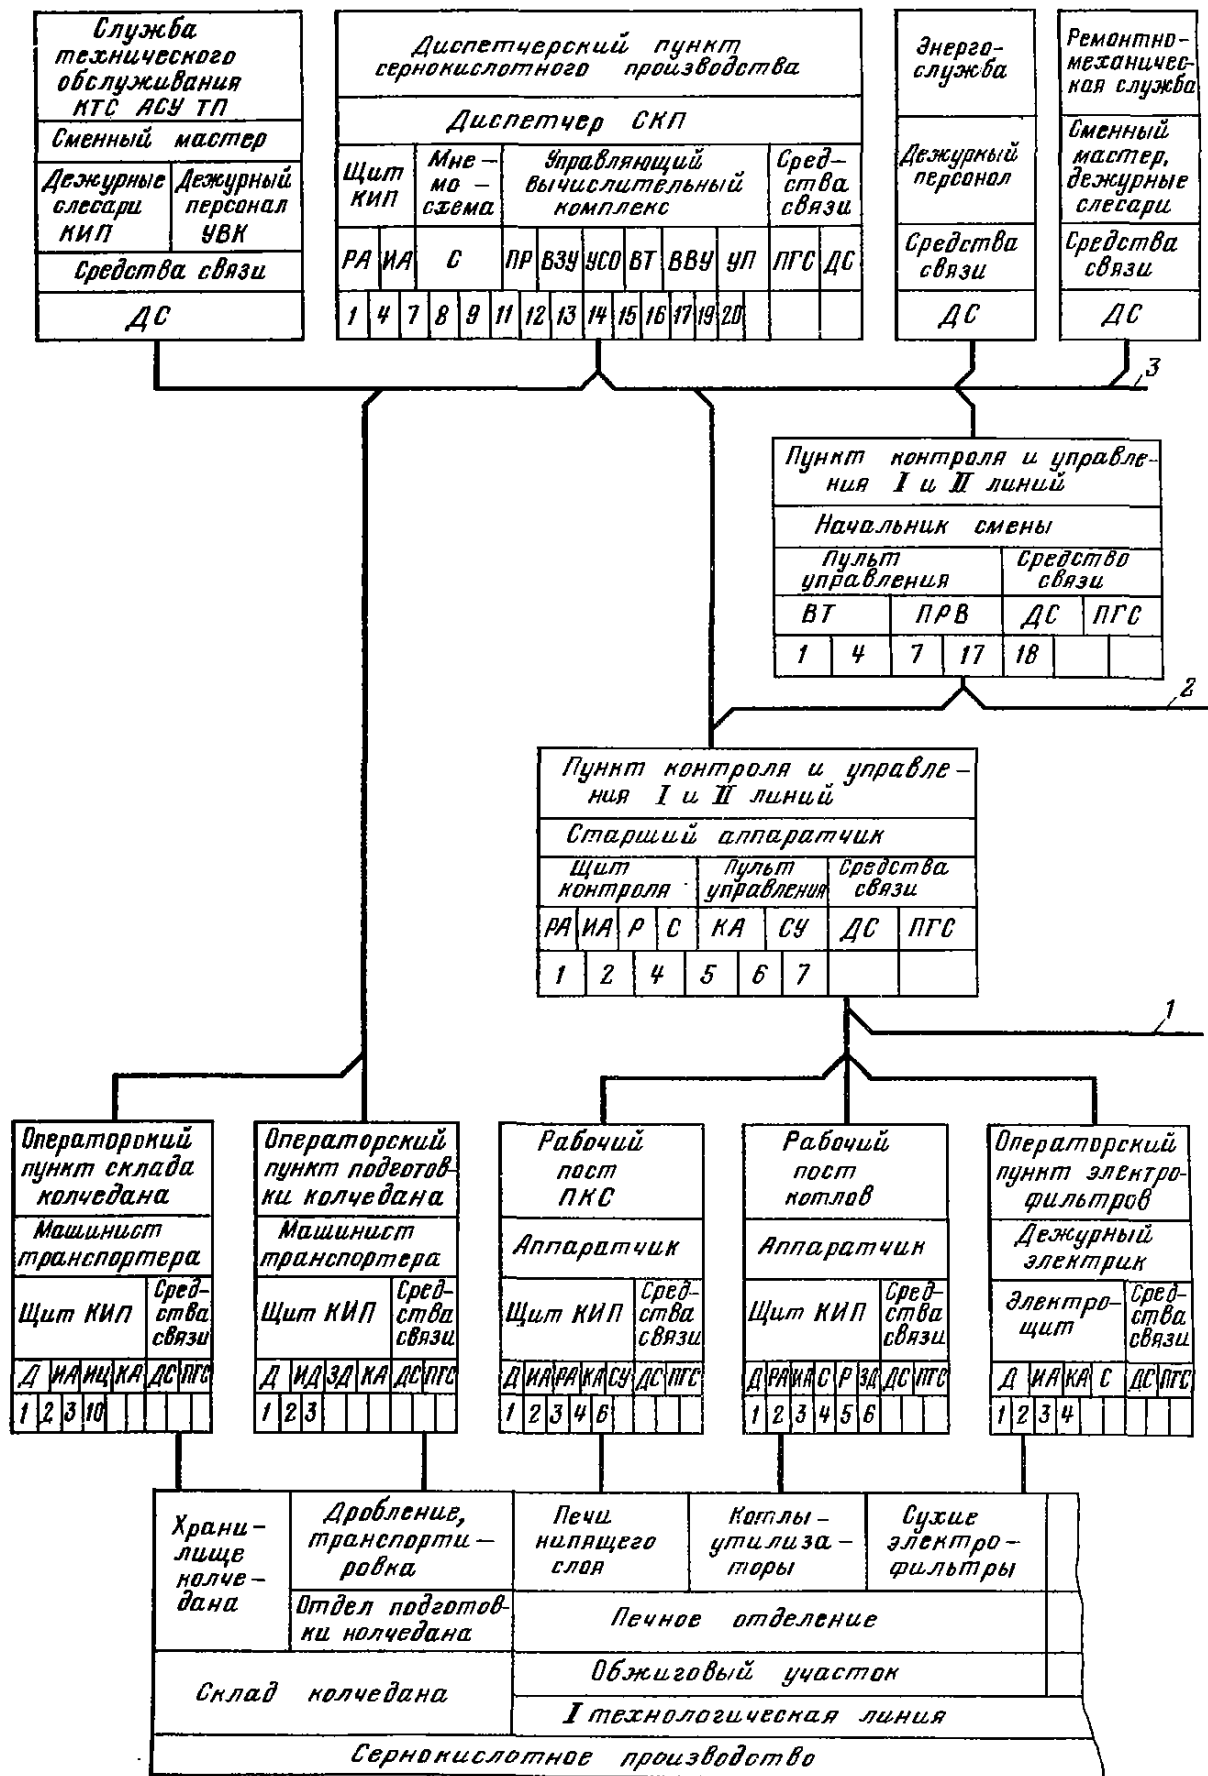 Служба
технического
обслуживания
КТС АСУ ТП
Сменный мастер
Дежурные
слесари
КИП
Дежурный
персонал
УВК
Средства связи
ДС
Диспетчерский пункт
сернокислотного производства
Диспетчер СКП
Щит
КИП
Мне-
мо-
схема
Управляющий
вычислительный
комплекс
Сред-
ства
связи
РА ИА С ПР ВЗУ УСО ВТ ВВУ УП ПГС ДС
1 4 7 8 9 11 12 13 14 15 16 17 19 20
Энерго-
служба
Дежурный
персонал
Средства
связи
ДС
Ремонтно-
механичес-
кая служба
Сменный
мастер,
дежурные
слесари
Средства
связи
ДС
3
Пункт контроля и управле-
ния I и II линий
Начальник смены
Пульт
управления
Средство
связи
ВТ ПРВ ДС ПГС
1 4 7 17 18
2
Пункт контроля и управле-
ния I и II линий
Старший аппаратчик
Щит
контроля
Пульт
управления
Средства
связи
РА ИА Р С КА СУ ДС ПГС
1 2 4 5 6 7
1
Операторокий
пункт склада
колчедана
Машинист
транспортера
Щит КИП
Сред-
ства
связи
Д ИА ИЦ КА ДС ПГС
1 2 3 10
Операторский
пункт подготов-
ки колчедана
Машинист
транспортера
Щит КИП
Сред-
ства
связи
Д ИД ЗД КА ДС ПГС
1 2 3
Рабочий
пост
ПКС
Аппаратчик
Щит КИП
Сред-
ства
связи
Д ИА РА КА СУ ДС ПГС
1 2 3 4 6
Рабочий
пост
котлов
Аппаратчик
Щит КИП
Сред-
ства
связи
Д РА ИА С Р ЗД ДС ПГС
1 2 3 4 5 6
Операторский
пункт электро-
фильтров
Дежурный
электрик
Электро-
щит
Сред-
ства
связи
Д ИА КА С ДС ПГС
1 2 3 4
Храни-
лище
колче-
дана
Дробление,
транспорти-
ровка
Отдел подготов-
ки нолчедана
Печи
нипящего
слоя
Котлы-
утилиза-
торы
Сухие
электро-
фильтры
Печное отделение
Склад колчедана
Обжиговый участок
I технологическая линия
Сернокислотное производство